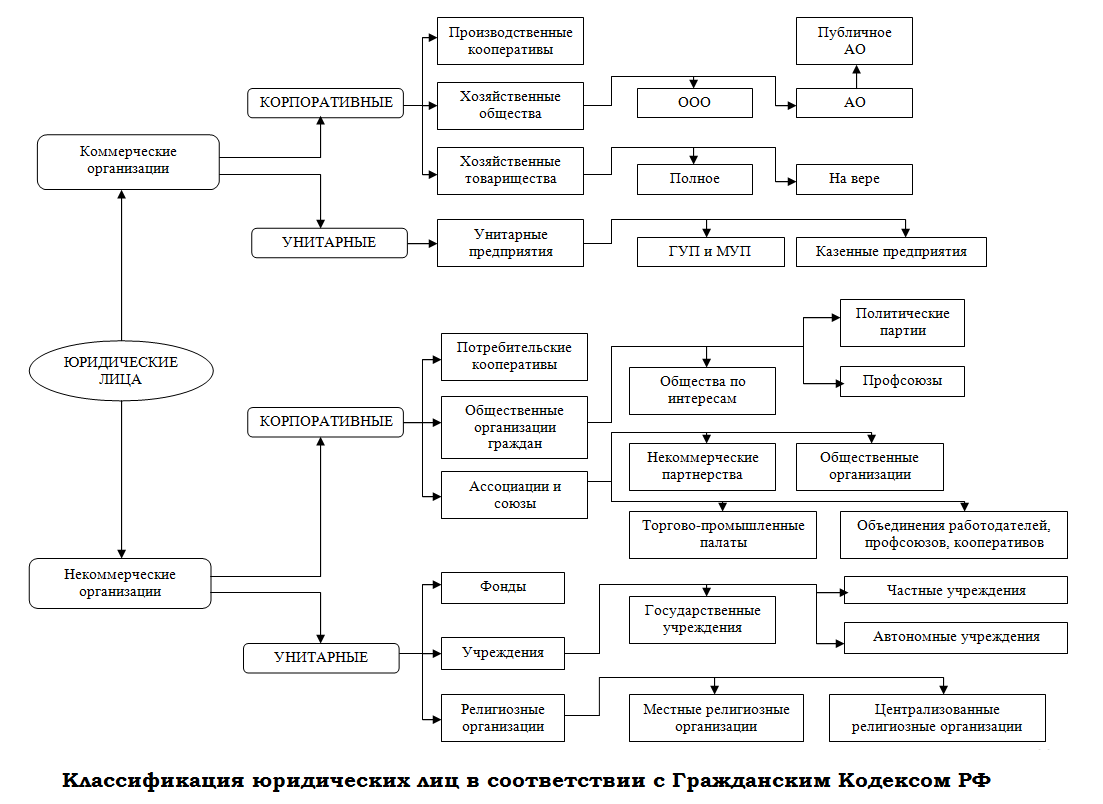 Производственные
кооперативы
Публичное
АО
КОРПОРАТИВНЫЕ
Хозяйственные
общества
ООО
АО
Коммерческие
организации
Хозяйственные
товарищества
Полное
На вере
УНИТАРНЫЕ
Унитарные
предприятия
ГУП и МУП
Казенные предприятия
ЮРИДИЧЕСКИЕ
ЛИЦА
Политические
партии
Потребительские
кооперативы
Общества по
интересам
Профсоюзы
КОРПОРАТИВНЫЕ
Общественные
организации
граждан
Некоммерческие
партнерства
Общественные
организации
Ассоциации и
союзы
Торгово-промышленные
палаты
Объединения работодателей,
профсоюзов, кооперативов
Некоммерческие
организации
Фонды
Государственные
учреждения
Частные учреждения
УНИТАРНЫЕ
Учреждения
Автономные учреждения
Религиозные
организации
Местные религиозные
организации
Централизованные
религиозные организации
Классификация юридических лиц в соответствии с Гражданским Кодексом РФ